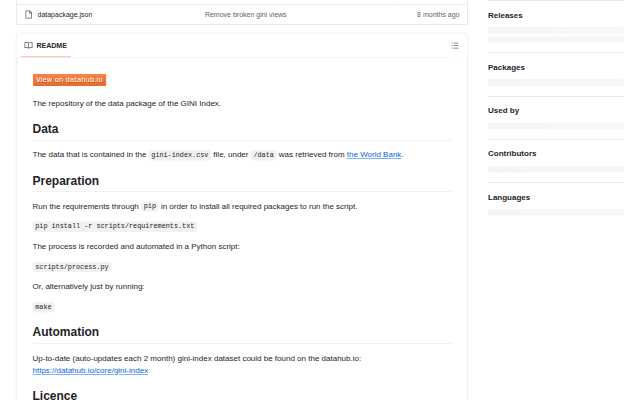 datapackage.json Remove broken gini views 8 months ago
README
View on datahub.io
The repository of the data package of the GINI Index.
Data
The data that is contained in the gini-index.csv file, under /data was retrieved from the World Bank.
Preparation
Run the requirements through pip in order to install all required packages to run the script.
pip install -r scripts/requirements.txt
The process is recorded and automated in a Python script:
scripts/process.py
Or, alternatively just by running:
make
Automation
Up-to-date (auto-updates each 2 month) gini-index dataset could be found on the datahub.io:
https://datahub.io/core/gini-index
Licence
Releases
Packages
Used by
Contributors
Languages